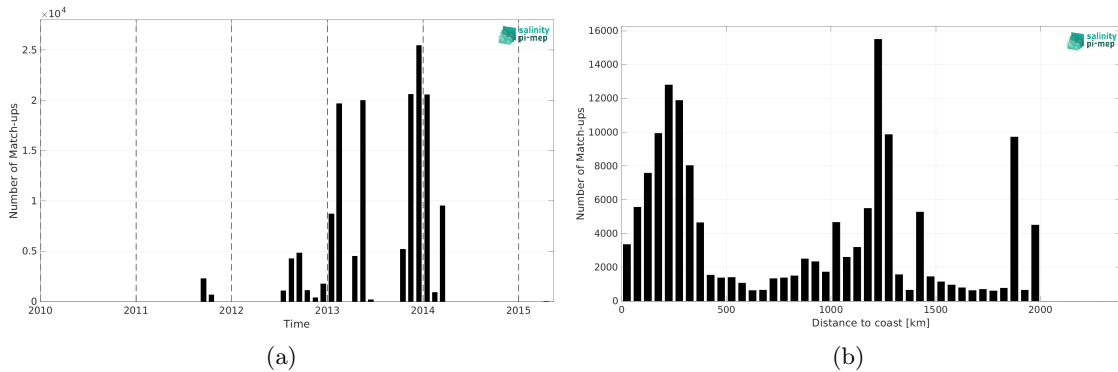 ×10⁴
2.5
2
1.5
1
0.5
0
Number of Match-ups
2010 2011 2012 2013 2014 2015
Time
salinity
pi-mep
(a)
16000
14000
12000
10000
8000
6000
4000
2000
0
Number of Match-ups
0 500 1000 1500 2000
Distance to coast [km]
salinity
pi-mep
(b)